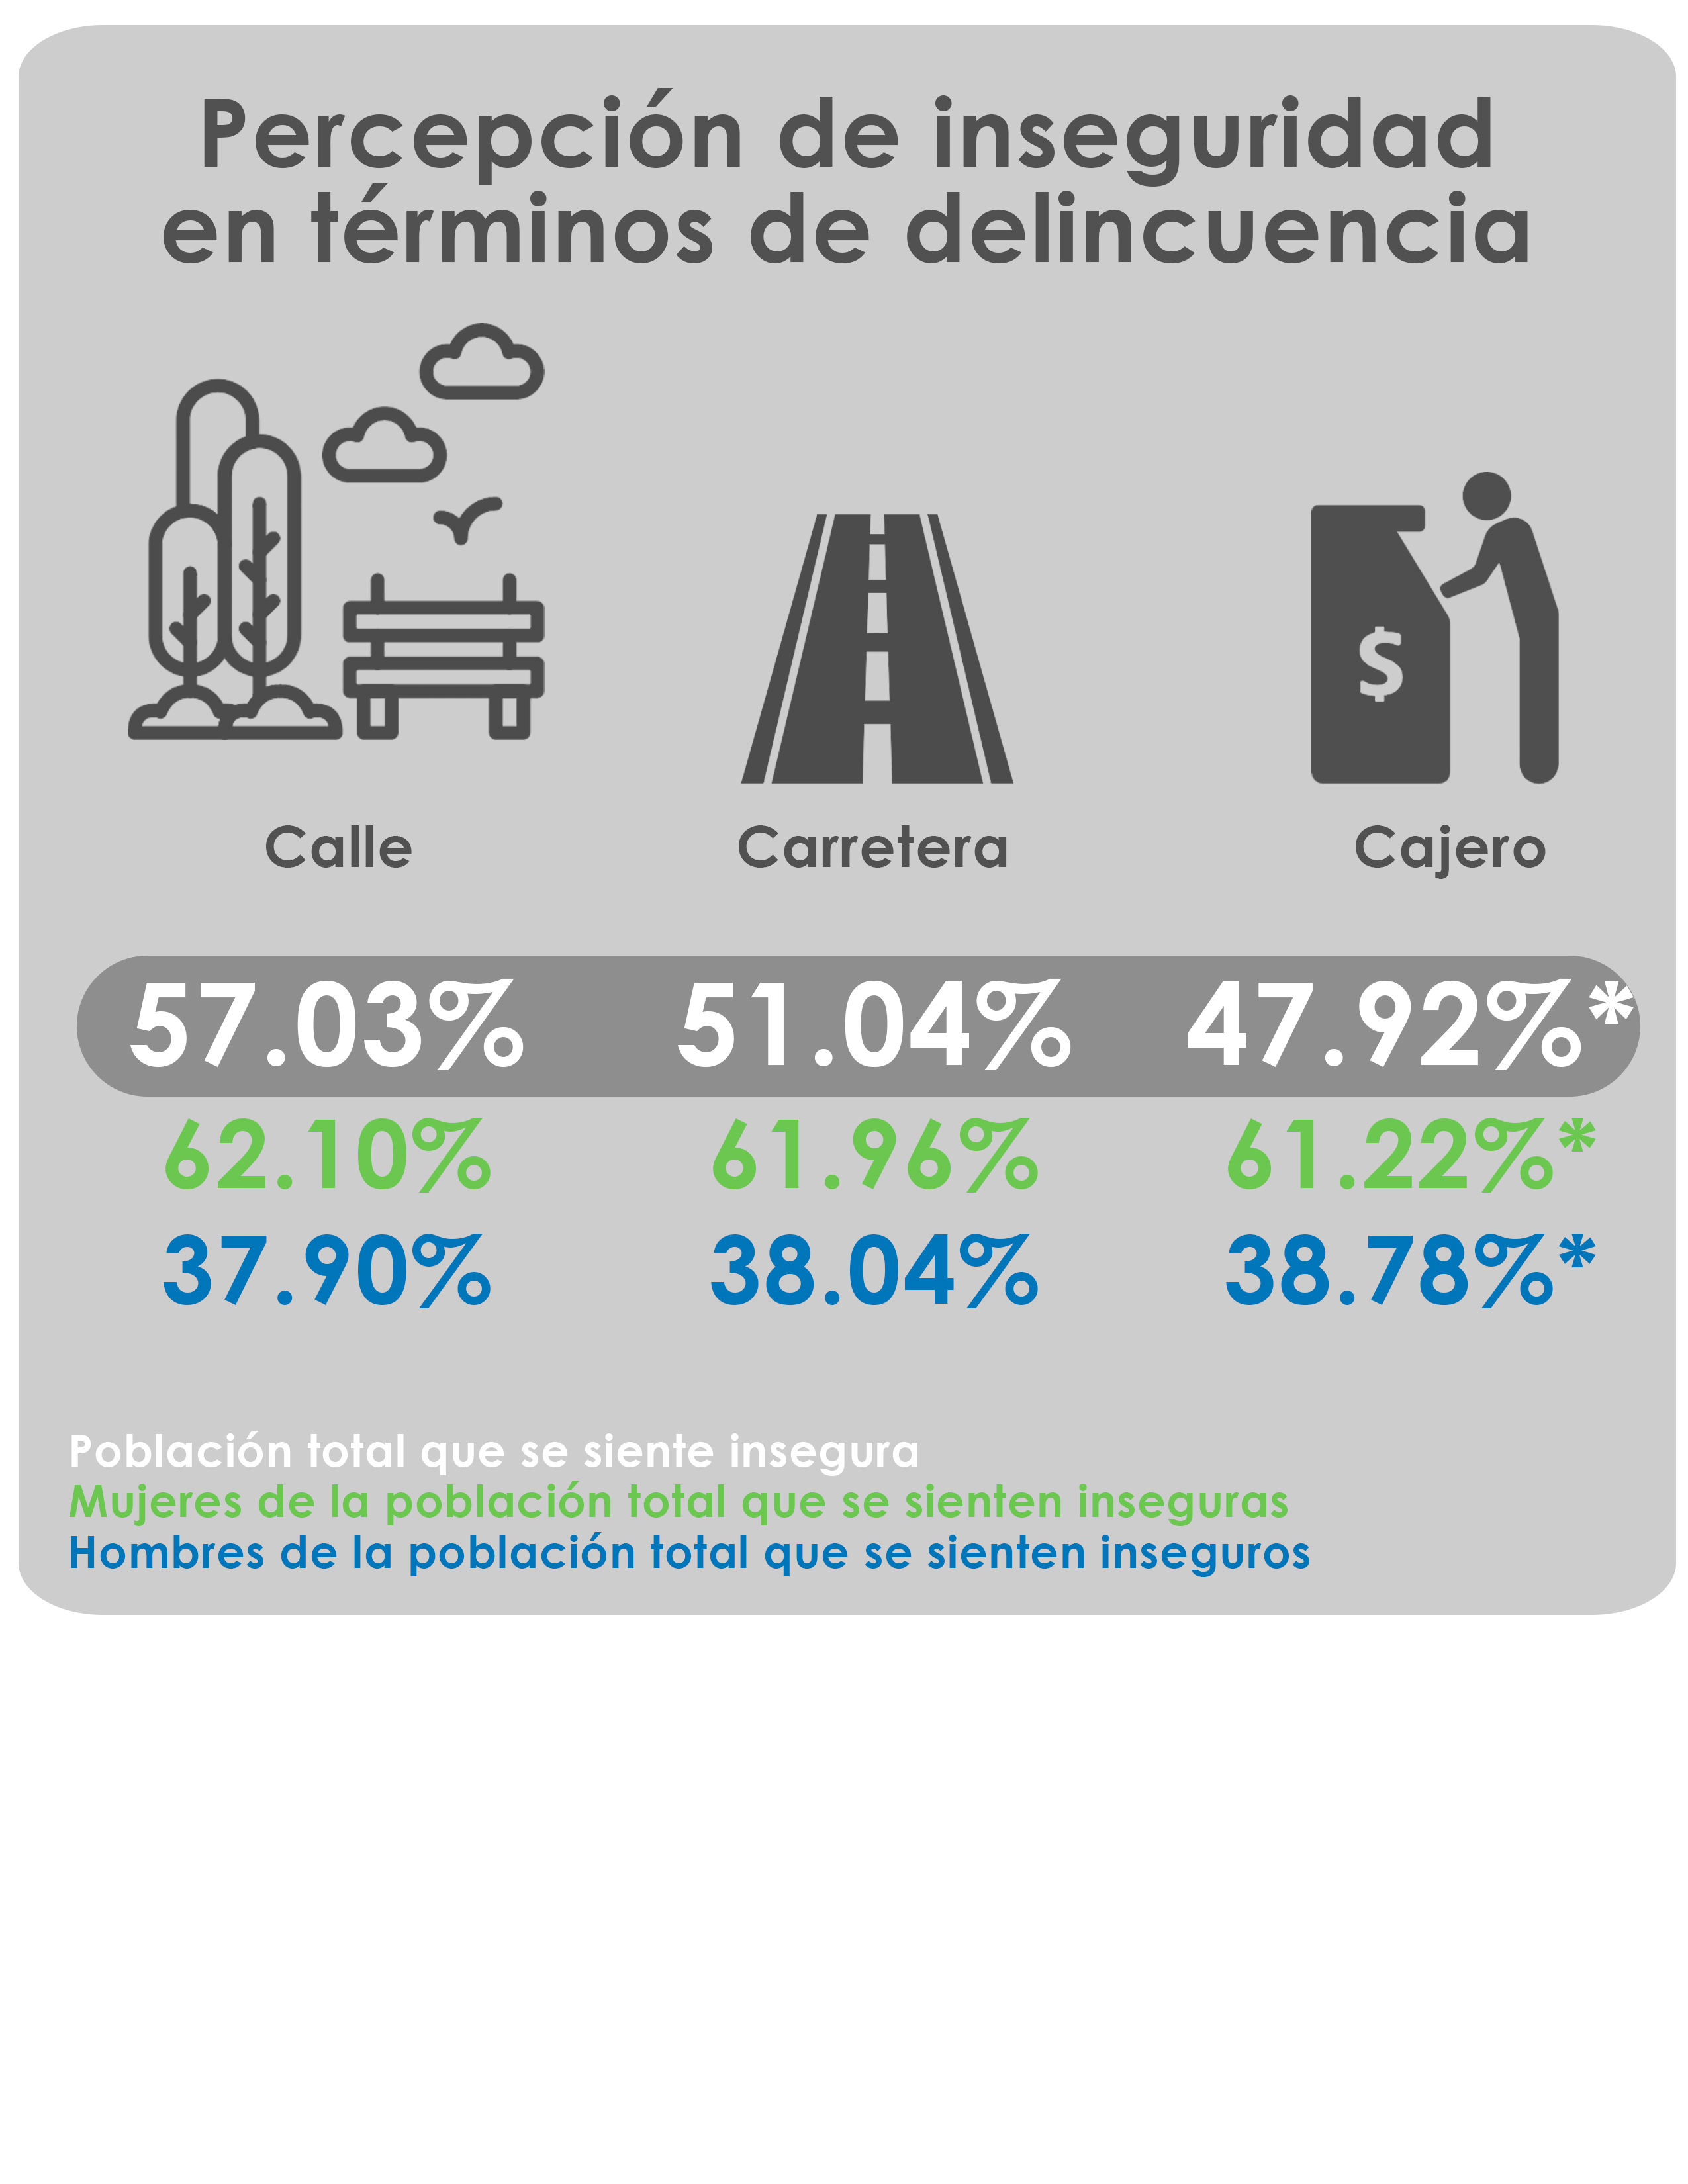 Percepción de inseguridad
en términos de delincuencia
$
Calle Carretera Cajero
57.03% 51.04% 47.92%*
62.10% 61.96% 61.22%*
37.90% 38.04% 38.78%*
Población total que se siente insegura
Mujeres de la población total que se sienten inseguras
Hombres de la población total que se sienten inseguros